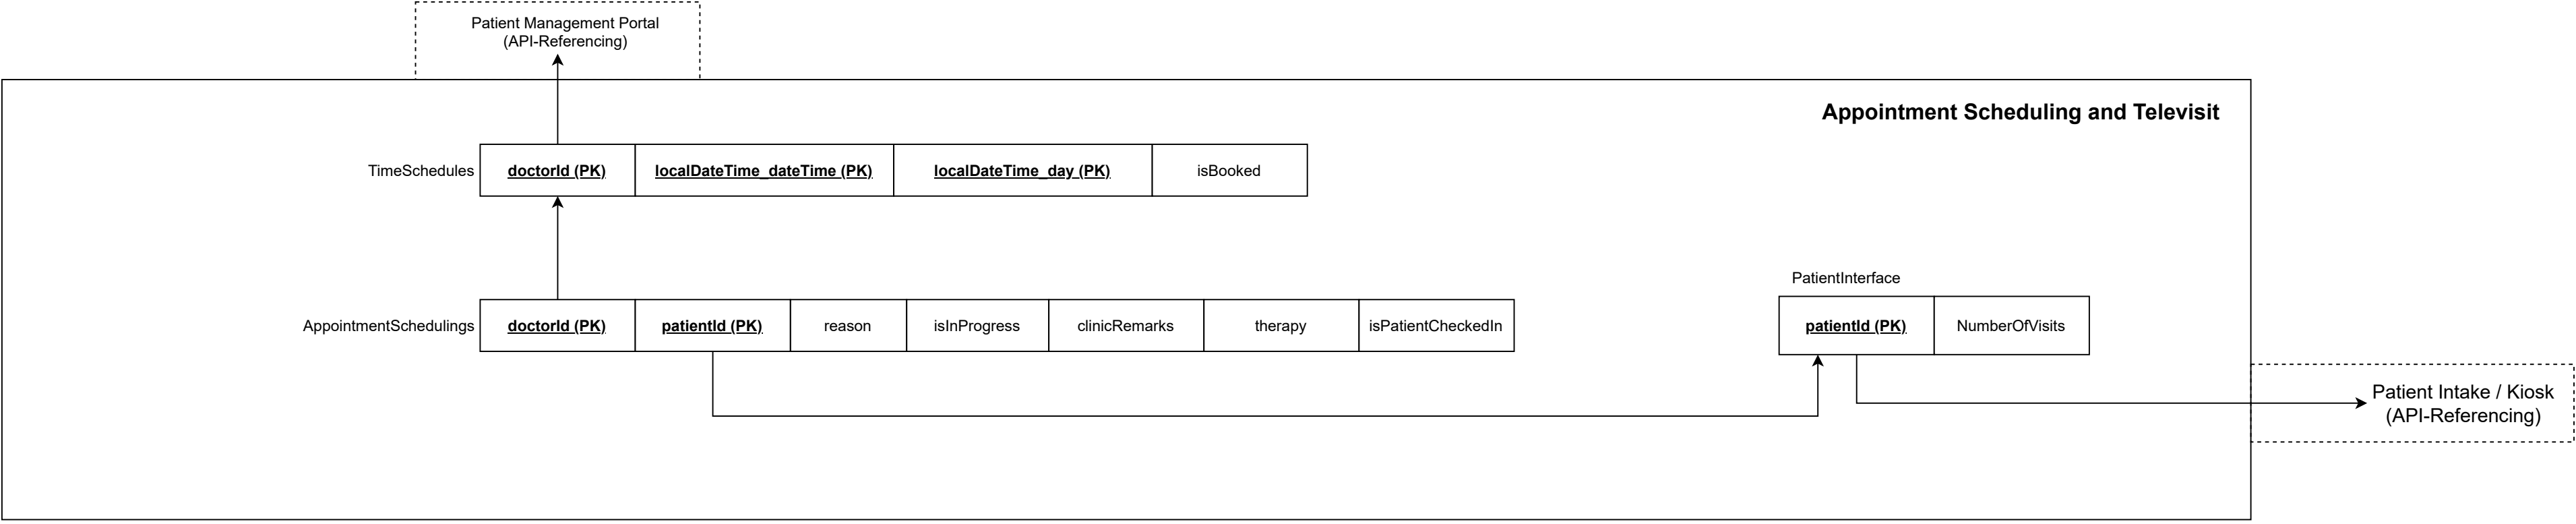 Patient Management Portal
(API-Referencing)
Appointment Scheduling and Televisit
TimeSchedules doctorId (PK) localDateTime_dateTime (PK) localDateTime_day (PK) isBooked
PatientInterface
AppointmentSchedulings doctorId (PK) patientId (PK) reason isInProgress clinicRemarks therapy isPatientCheckedIn
patientId (PK) NumberOfVisits
Patient Intake / Kiosk
(API-Referencing)